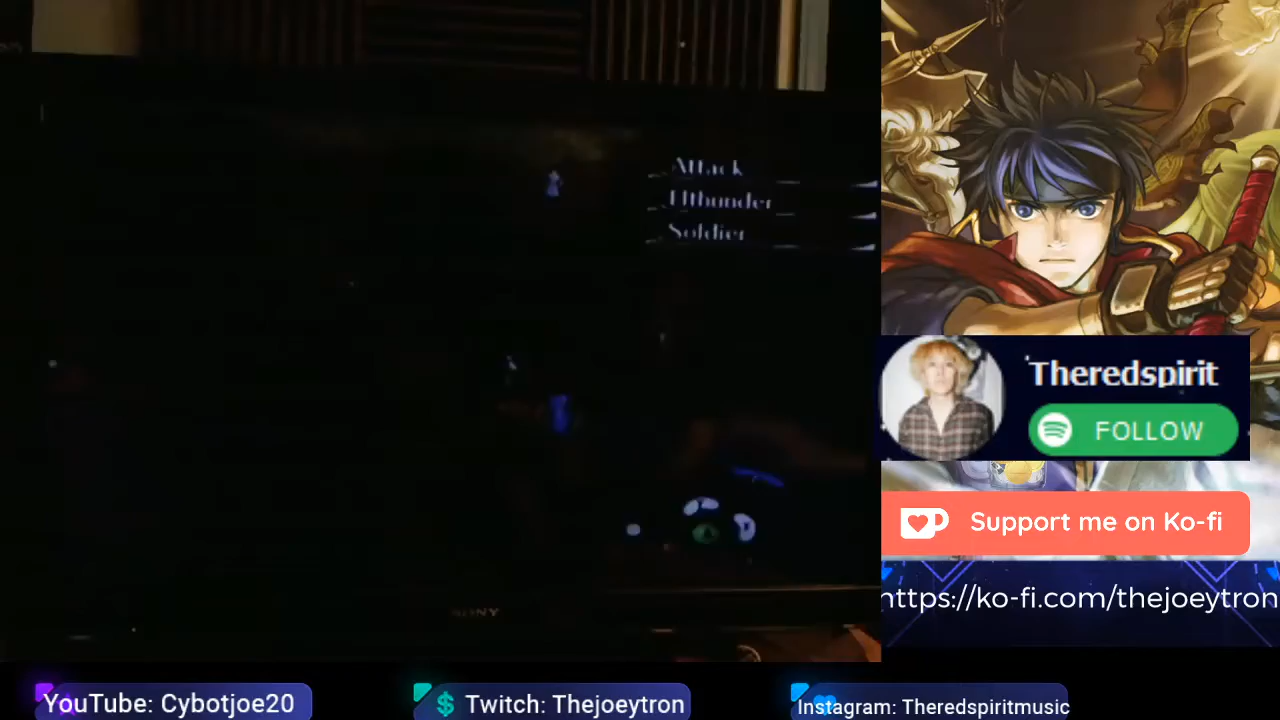 Attack
Elthunder
Soldier
Theredspirit
FOLLOW
Support me on Ko-fi
https://ko-fi.com/thejoeytron
SONY
YouTube: Cybotjoe20
Twitch: Thejoeytron
Instagram: Theredspiritmusic